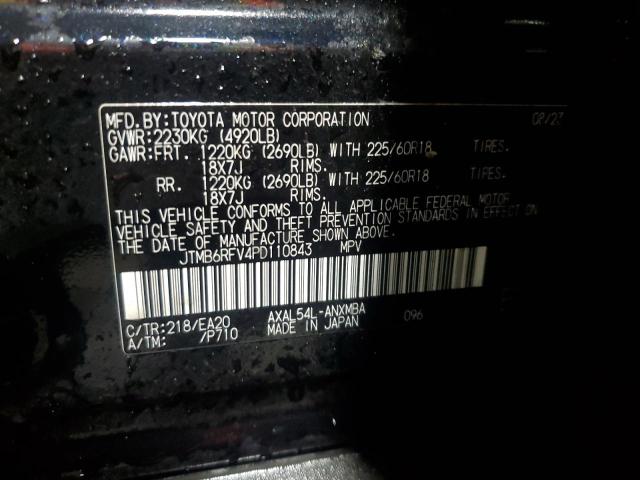 MFD.BY:TOYOTA MOTOR CORPORATION 08/23
GVWR:2230KG (4920LB)
GAWR:FRT. 1220KG (2690LB) WITH 225/60R18 TIRES.
18X7J RIMS.
RR. 1220KG (2690LB) WITH 225/60R18 TIRES.
18X7J RIMS.
THIS VEHICLE CONFORMS TO ALL APPLICABLE FEDERAL MOTOR
VEHICLE SAFETY AND THEFT PREVENTION STANDARDS IN EFFECT ON
THE DATE OF MANUFACTURE SHOWN ABOVE.
JTMB6RFV4PD110843 MPV
C/TR:218/EA20 AXAL54L-ANXMBA 096
A/TM: /P710 MADE IN JAPAN